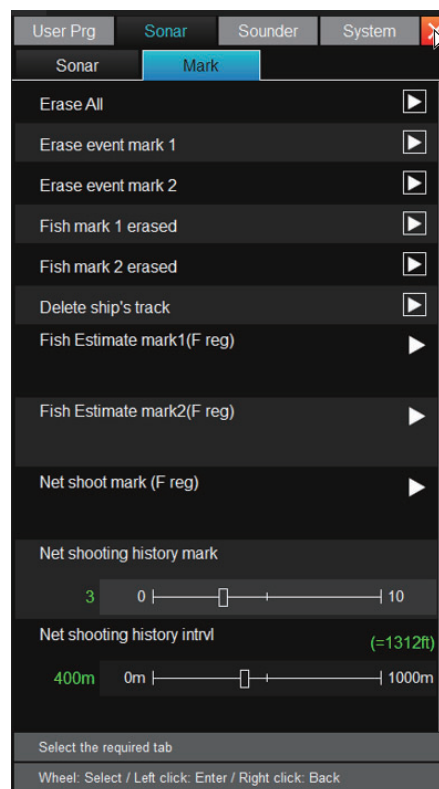 User Prg Sonar Sounder System X
Sonar Mark
Erase All
Erase event mark 1
Erase event mark 2
Fish mark 1 erased
Fish mark 2 erased
Delete ship's track
Fish Estimate mark1(F reg)
Fish Estimate mark2(F reg)
Net shoot mark (F reg)
Net shooting history mark
3 0 10
Net shooting history intrvl (=1312ft)
400m 0m 1000m
Select the required tab
Wheel: Select / Left click: Enter / Right click: Back